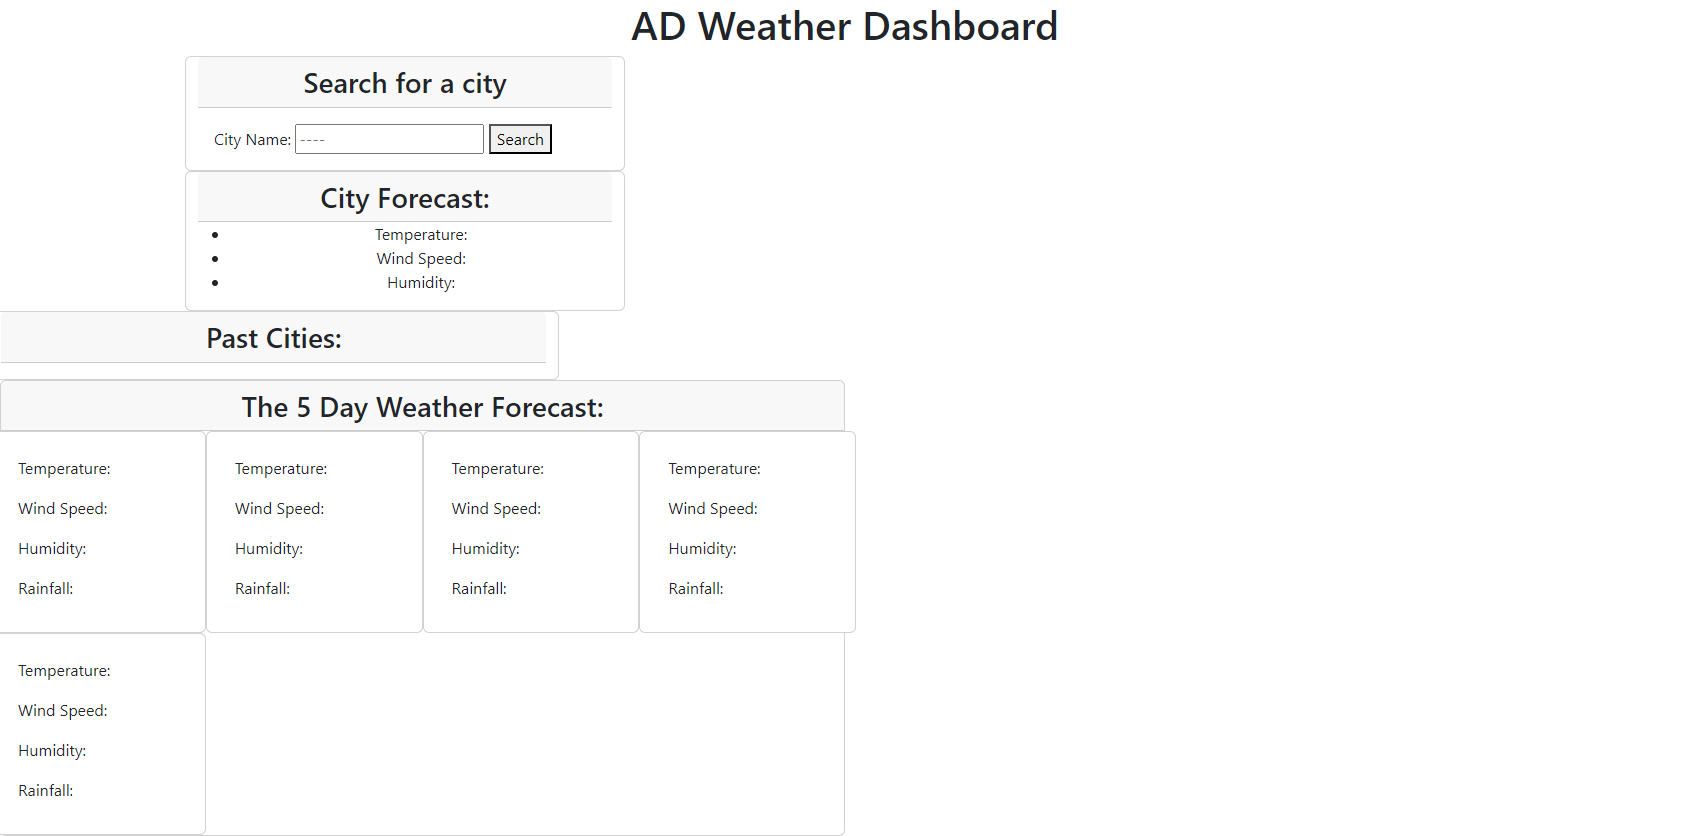 AD Weather Dashboard
Search for a city
City Name: ---- Search
City Forecast:
• Temperature:
• Wind Speed:
• Humidity:
Past Cities:
The 5 Day Weather Forecast:
Temperature:
Wind Speed:
Humidity:
Rainfall:
Temperature:
Wind Speed:
Humidity:
Rainfall:
Temperature:
Wind Speed:
Humidity:
Rainfall:
Temperature:
Wind Speed:
Humidity:
Rainfall:
Temperature:
Wind Speed:
Humidity:
Rainfall: